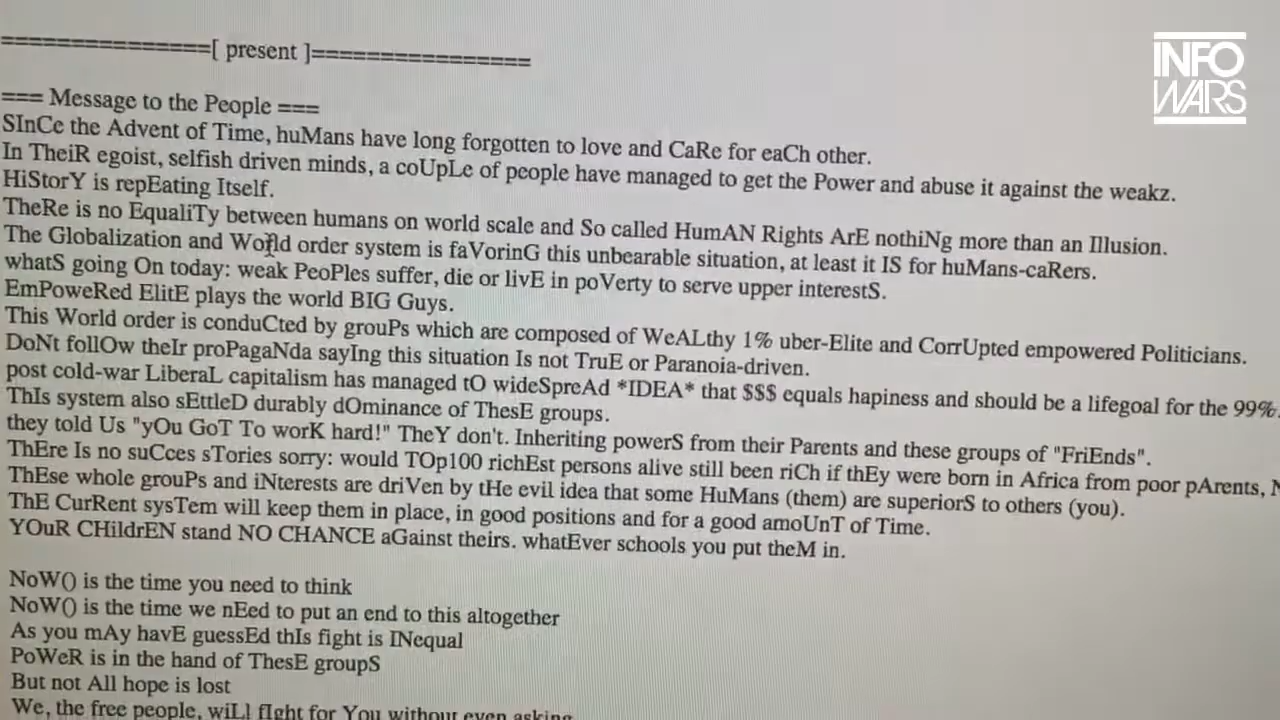 ===============[ present ]================
INFO
WARS
=== Message to the People ===
SInCe the Advent of Time, huMans have long forgotten to love and CaRe for eaCh other.
In TheiR egoist, selfish driven minds, a coUpLe of people have managed to get the Power and abuse it against the weakz.
HiStorY is repEating Itself.
TheRe is no EqualiTy between humans on world scale and So called HumAN Rights ArE nothiNg more than an Illusion.
The Globalization and World order system is faVorinG this unbearable situation, at least it IS for huMans-caRers.
whatS going On today: weak PeoPles suffer, die or livE in poVerty to serve upper interestS.
EmPoweRed ElitE plays the world BIG Guys.
This World order is conduCted by grouPs which are composed of WeALthy 1% uber-Elite and CorrUpted empowered Politicians.
DoNt follOw theIr proPagaNda sayIng this situation Is not TruE or Paranoia-driven.
post cold-war LiberaL capitalism has managed tO wideSpreAd *IDEA* that $$$ equals hapiness and should be a lifegoal for the 99%.
ThIs system also sEttleD durably dOminance of ThesE groups.
they told Us "yOu GoT To worK hard!" TheY don't. Inheriting powerS from their Parents and these groups of "FriEnds".
ThEre Is no suCces sTories sorry: would TOp100 richEst persons alive still been riCh if thEy were born in Africa from poor pArents,
ThEse whole grouPs and iNterests are driVen by tHe evil idea that some HuMans (them) are superiorS to others (you).
ThE CurRent sysTem will keep them in place, in good positions and for a good amoUnT of Time.
YOuR CHildrEN stand NO CHANCE aGainst theirs. whatEver schools you put theM in.
NoW() is the time you need to think
NoW() is the time we nEed to put an end to this altogether
As you mAy havE guessEd thIs fight is INequal
PoWeR is in the hand of ThesE groupS
But not All hope is lost
We, the free people, wiLl fIght for You without even asking